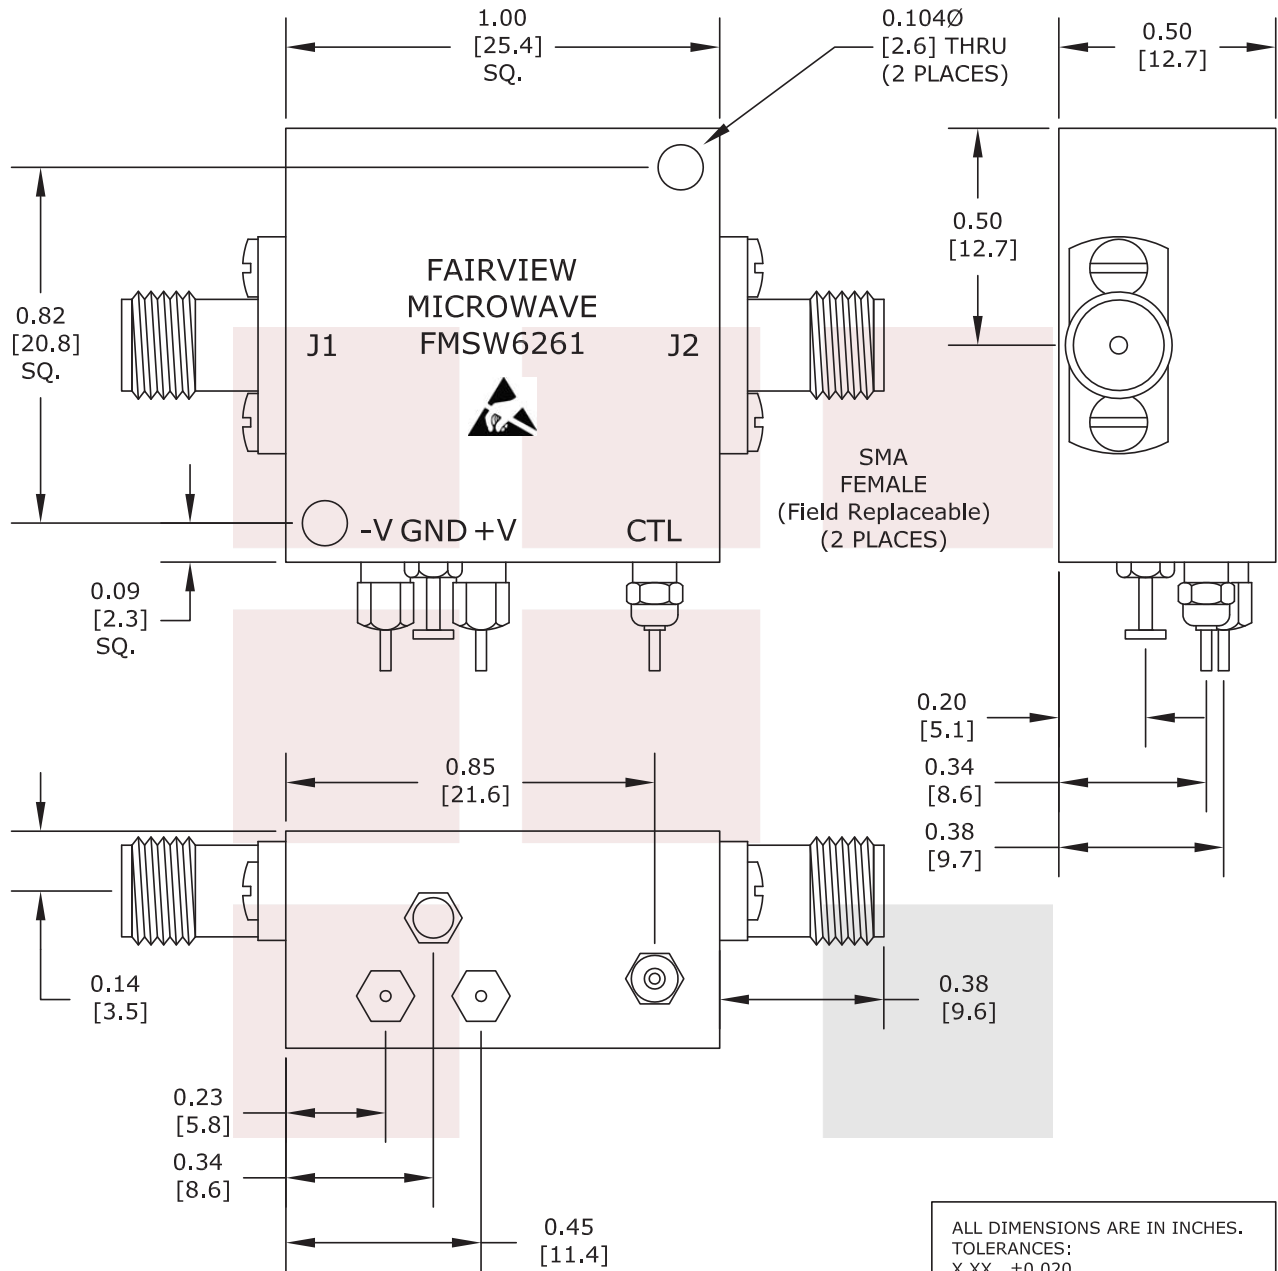 1.00
[25.4]
SQ.
0.104Ø
[2.6] THRU
(2 PLACES)
0.50
[12.7]
0.50
[12.7]
0.82
[20.8]
SQ.
FAIRVIEW
MICROWAVE
FMSW6261
J1
J2
SMA
FEMALE
(Field Replaceable)
(2 PLACES)
-V GND +V CTL
0.09
[2.3]
SQ.
0.20
[5.1]
0.34
[8.6]
0.38
[9.7]
0.85
[21.6]
0.14
[3.5]
0.38
[9.6]
0.23
[5.8]
0.34
[8.6]
0.45
[11.4]
ALL DIMENSIONS ARE IN INCHES.
TOLERANCES:
X.XX ±0.020